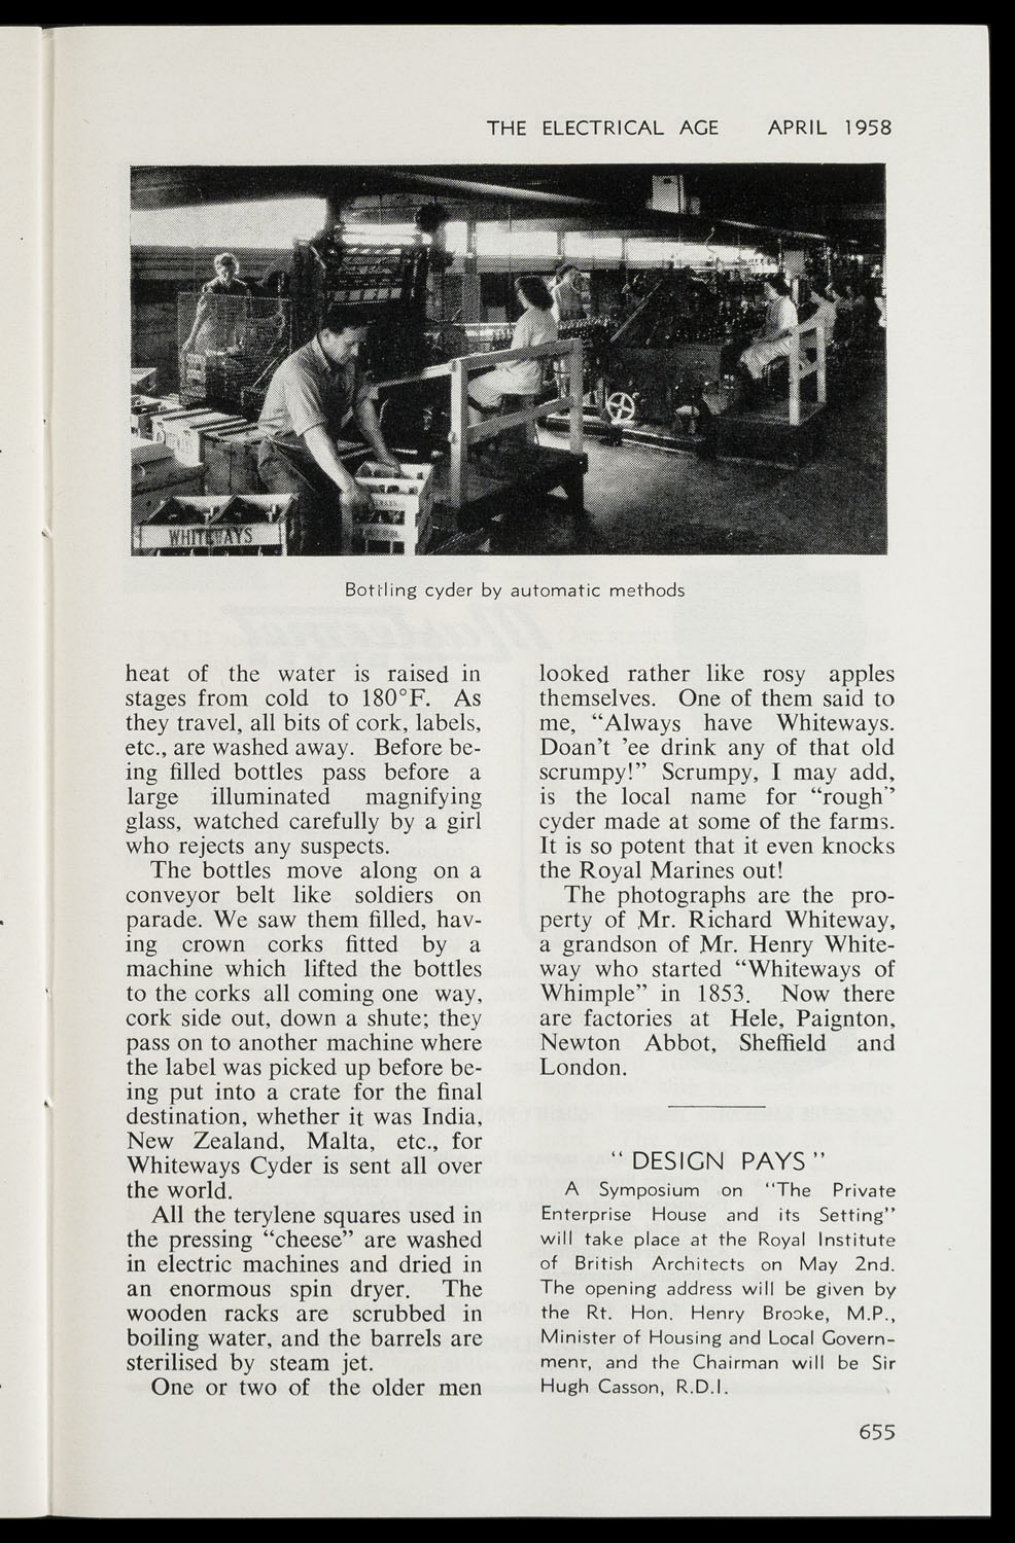 THE ELECTRICAL AGE APRIL 1958
WHITEWAYS
Bottling cyder by automatic methods
heat of the water is raised in
stages from cold to 180°F. As
they travel, all bits of cork, labels,
etc., are washed away. Before be-
ing filled bottles pass before a
large illuminated magnifying
glass, watched carefully by a girl
who rejects any suspects.
The bottles move along on a
conveyor belt like soldiers on
parade. We saw them filled, hav-
ing crown corks fitted by a
machine which lifted the bottles
to the corks all coming one way,
cork side out, down a shute; they
pass on to another machine where
the label was picked up before be-
ing put into a crate for the final
destination, whether it was India,
New Zealand, Malta, etc., for
Whiteways Cyder is sent all over
the world.
All the terylene squares used in
the pressing “cheese” are washed
in electric machines and dried in
an enormous spin dryer. The
wooden racks are scrubbed in
boiling water, and the barrels are
sterilised by steam jet.
One or two of the older men
looked rather like rosy apples
themselves. One of them said to
me, “Always have Whiteways.
Doan’t ’ee drink any of that old
scrumpy!” Scrumpy, I may add,
is the local name for “rough”
cyder made at some of the farms.
It is so potent that it even knocks
the Royal Marines out!
The photographs are the pro-
perty of Mr. Richard Whiteway,
a grandson of Mr. Henry White-
way who started “Whiteways of
Whimple” in 1853. Now there
are factories at Hele, Paignton,
Newton Abbot, Sheffield and
London.
“ DESIGN PAYS ”
A Symposium on “The Private
Enterprise House and its Setting”
will take place at the Royal Institute
of British Architects on May 2nd.
The opening address will be given by
the Rt. Hon. Henry Brooke, M.P.,
Minister of Housing and Local Govern-
ment, and the Chairman will be Sir
Hugh Casson, R.D.I.
655